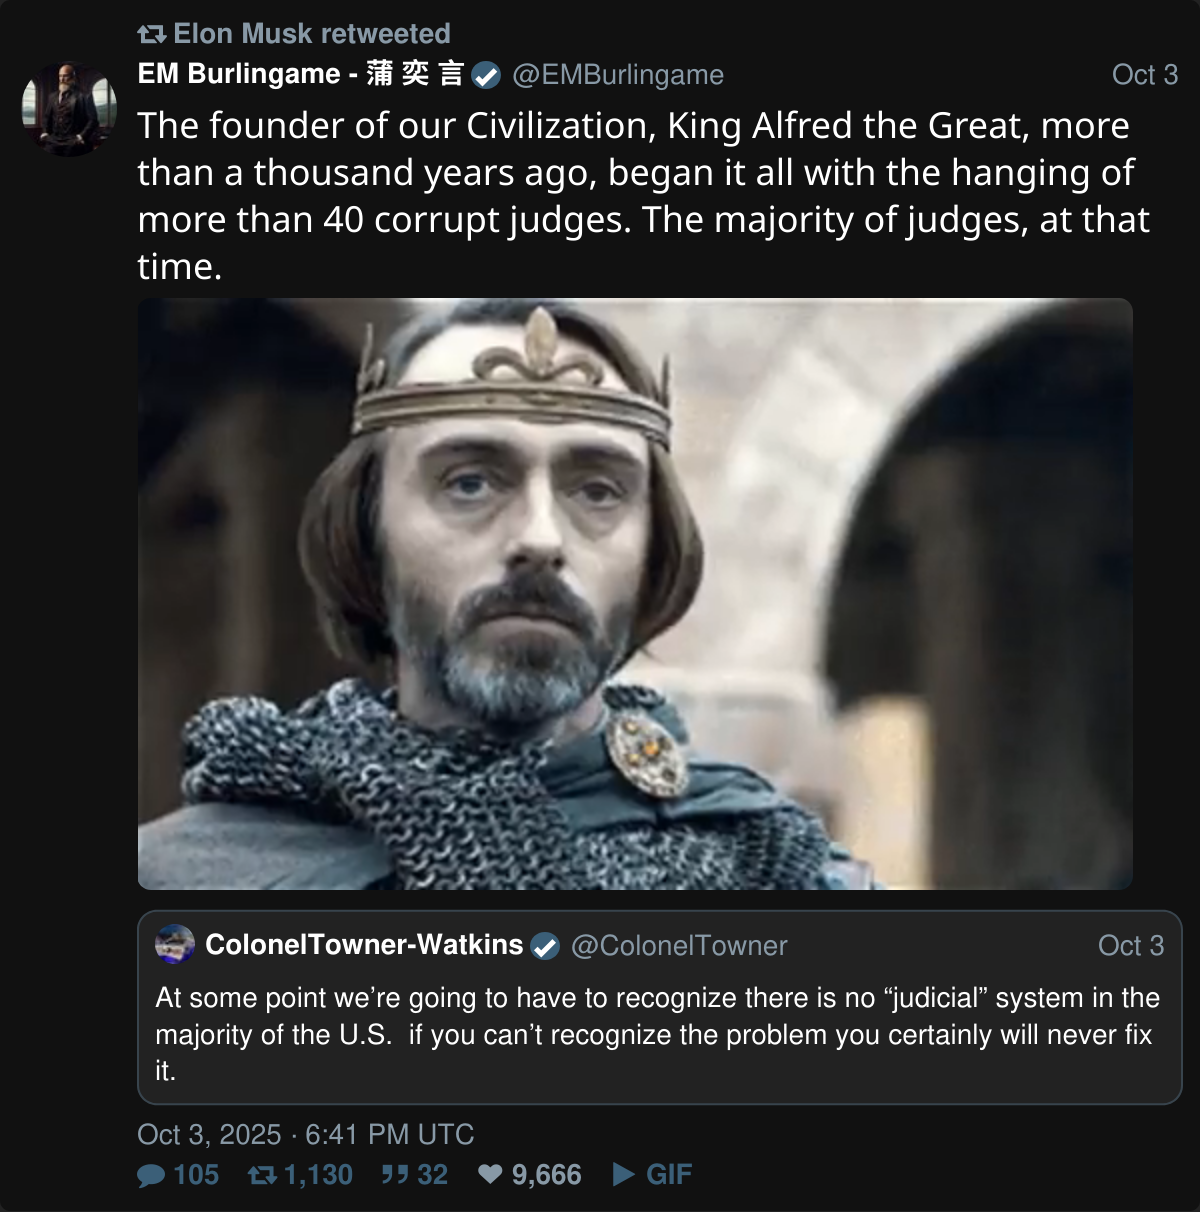 Elon Musk retweeted
EM Burlingame - 蒲 奕 言 @EMBurlingame Oct 3
The founder of our Civilization, King Alfred the Great, more
than a thousand years ago, began it all with the hanging of
more than 40 corrupt judges. The majority of judges, at that
time.
ColonelTowner-Watkins @ColonelTowner Oct 3
At some point we’re going to have to recognize there is no “judicial” system in the
majority of the U.S.  if you can’t recognize the problem you certainly will never fix
it.
Oct 3, 2025 · 6:41 PM UTC
105 1,130 32 9,666 GIF